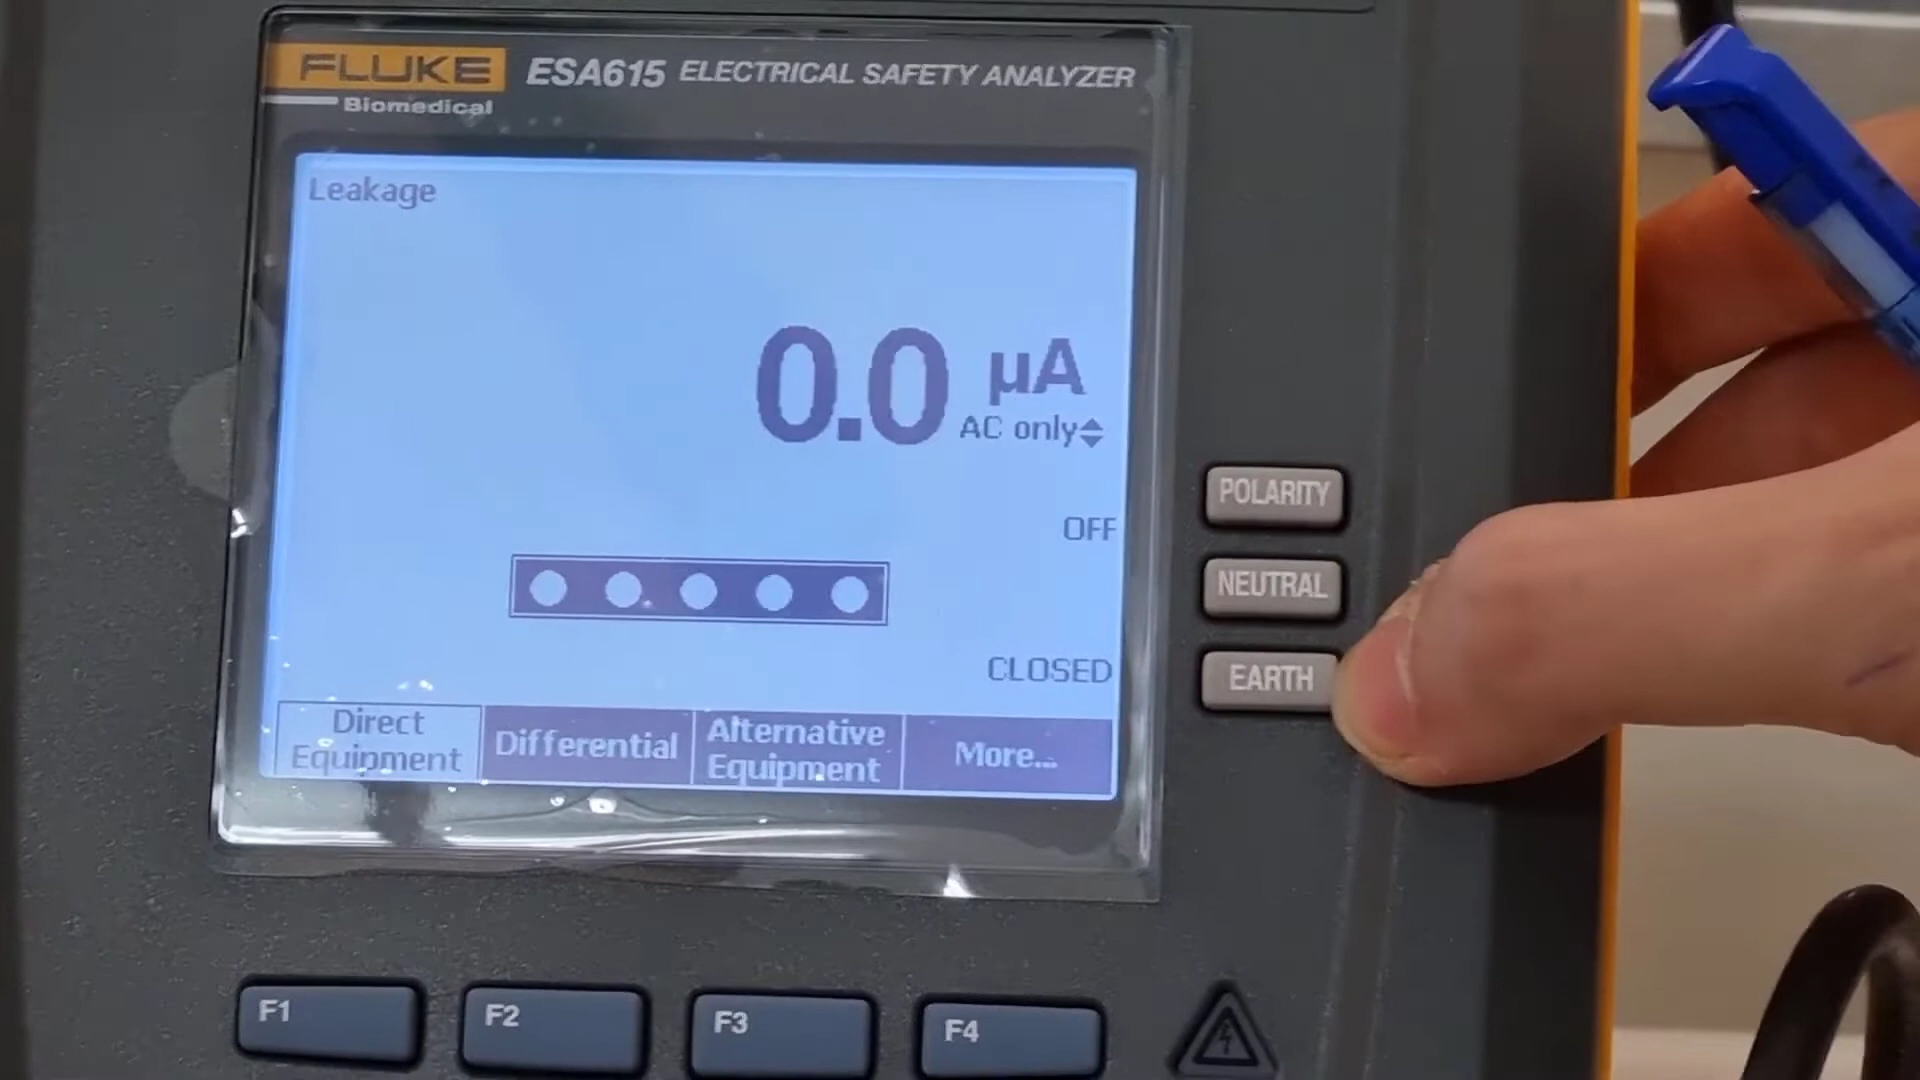 FLUKE
Biomedical
ESA615 ELECTRICAL SAFETY ANALYZER
Leakage
0.0 µA
AC only
POLARITY
OFF
NEUTRAL
CLOSED
EARTH
Direct Equipment
Differential
Alternative Equipment
More...
F1
F2
F3
F4